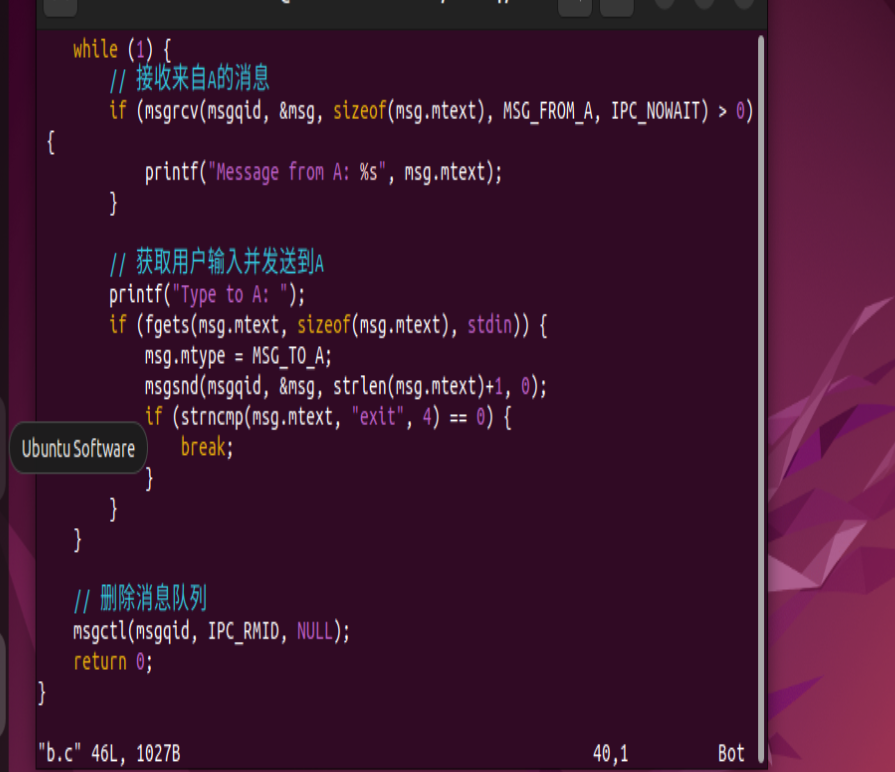 while (1) {
// 接收来自A的消息
if (msgrcv(msgqid, &msg, sizeof(msg.mtext), MSG_FROM_A, IPC_NOWAIT) > 0)
{
printf("Message from A: %s", msg.mtext);
}
// 获取用户输入并发送到A
printf("Type to A: ");
if (fgets(msg.mtext, sizeof(msg.mtext), stdin)) {
msg.mtype = MSG_TO_A;
msgsnd(msgqid, &msg, strlen(msg.mtext)+1, 0);
if (strncmp(msg.mtext, "exit", 4) == 0) {
Ubuntu Software
break;
}
}
}
// 删除消息队列
msgctl(msgqid, IPC_RMID, NULL);
return 0;
}
"b.c" 46L, 1027B 40,1 Bot